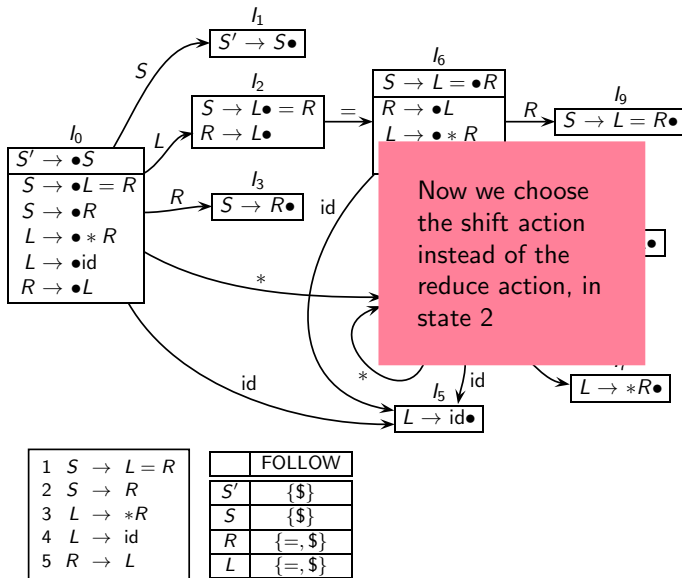 I1
S′ → S●
I6
S → L = ●R
R → ●L
L → ● ∗ R
S
I2
S → L● = R
R → L●
=
R
I9
S → L = R●
I0
S′ → ●S
S → ●L = R
S → ●R
L → ● ∗ R
L → ●id
R → ●L
L
R
I3
S → R●
id
Now we choose
the shift action
instead of the
reduce action, in
state 2
●
∗
∗
id
id
I5
L → id●
L → ∗R●
1 S → L = R
2 S → R
3 L → ∗R
4 L → id
5 R → L
FOLLOW
S′ {$}
S {$}
R {=, $}
L {=, $}